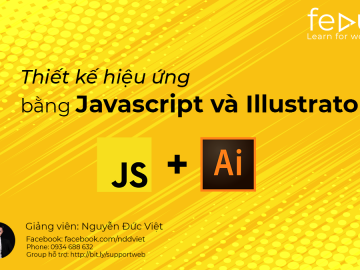 Learn for wo
Thiết kế hiệu ứng
bằng Javascript và Illustrato
JS + Ai
Giảng viên: Nguyễn Đức Việt
Facebook: facebook.com/nddviet
Phone: 0934 688 632
Group hỗ trợ: http://bit.ly/supportweb